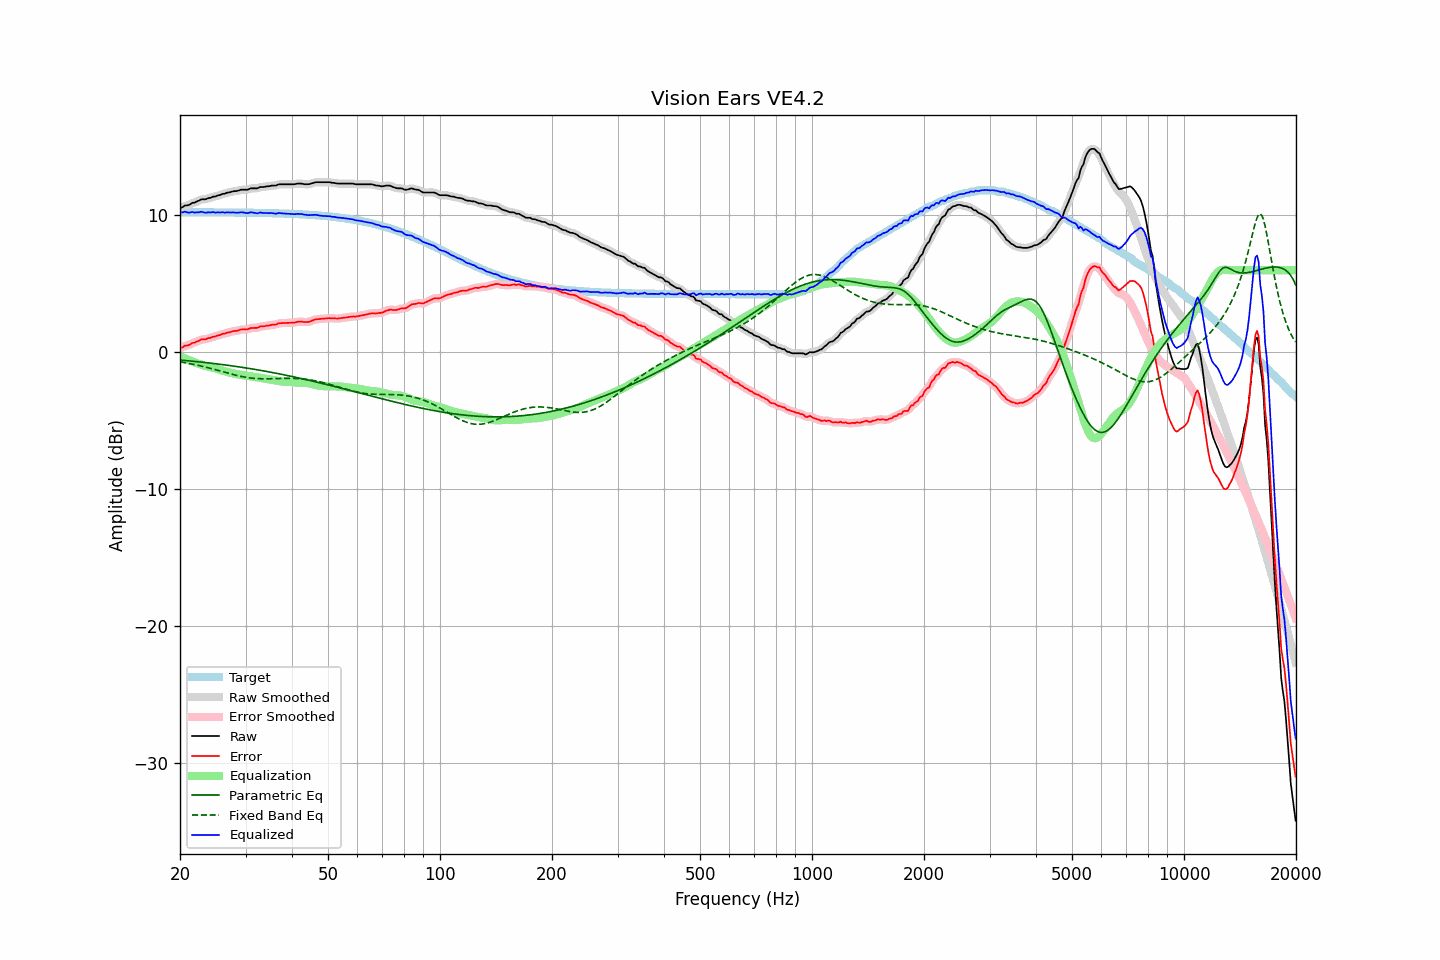 Vision Ears VE4.2
Amplitude (dBr)
10
0
−10
−20
−30
Target
Raw Smoothed
Error Smoothed
Raw
Error
Equalization
Parametric Eq
Fixed Band Eq
Equalized
20 50 100 200 500 1000 2000 5000 10000 20000
Frequency (Hz)